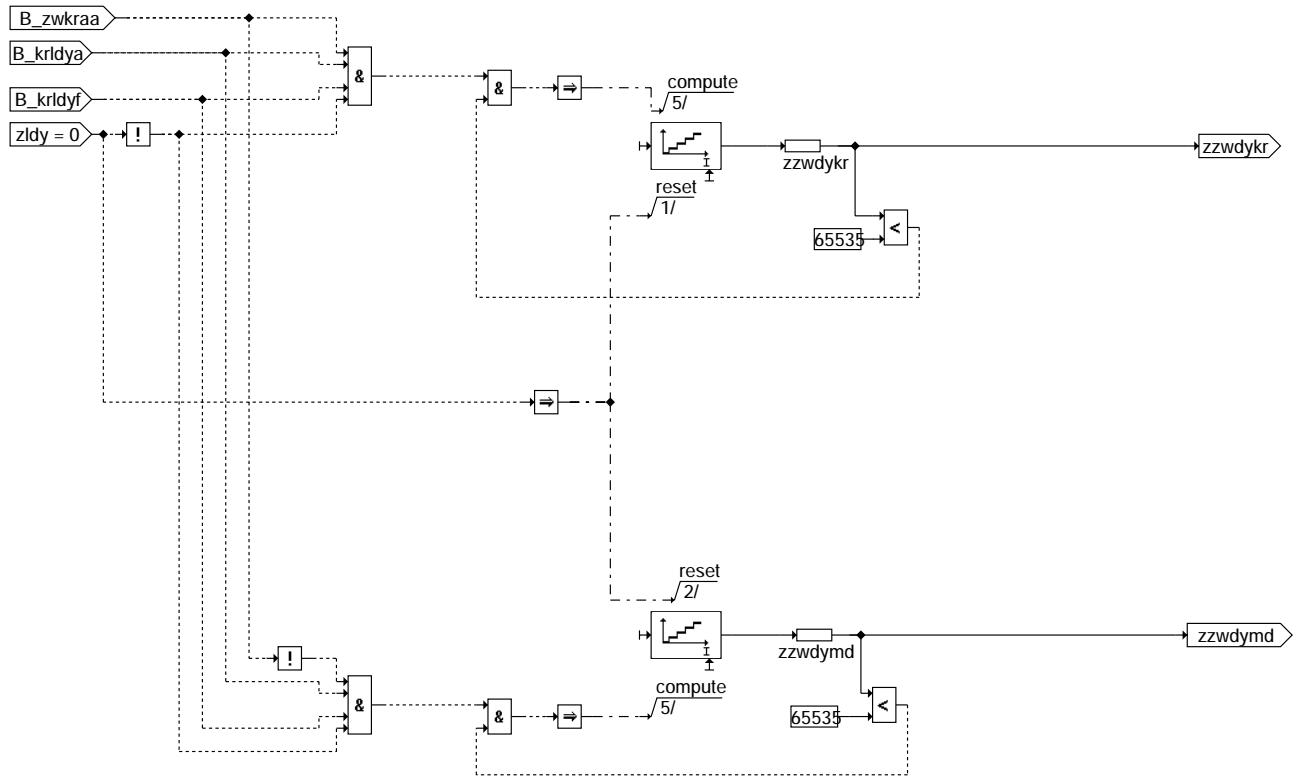 B_zwkraa
B_krldya
B_krldyf
zldy = 0
!
&
&
⇒
compute
5/
I
reset
1/
zzwdykr
zzwdykr
65535
<
⇒
reset
2/
I
zzwdymd
zzwdymd
!
&
&
⇒
compute
5/
65535
<